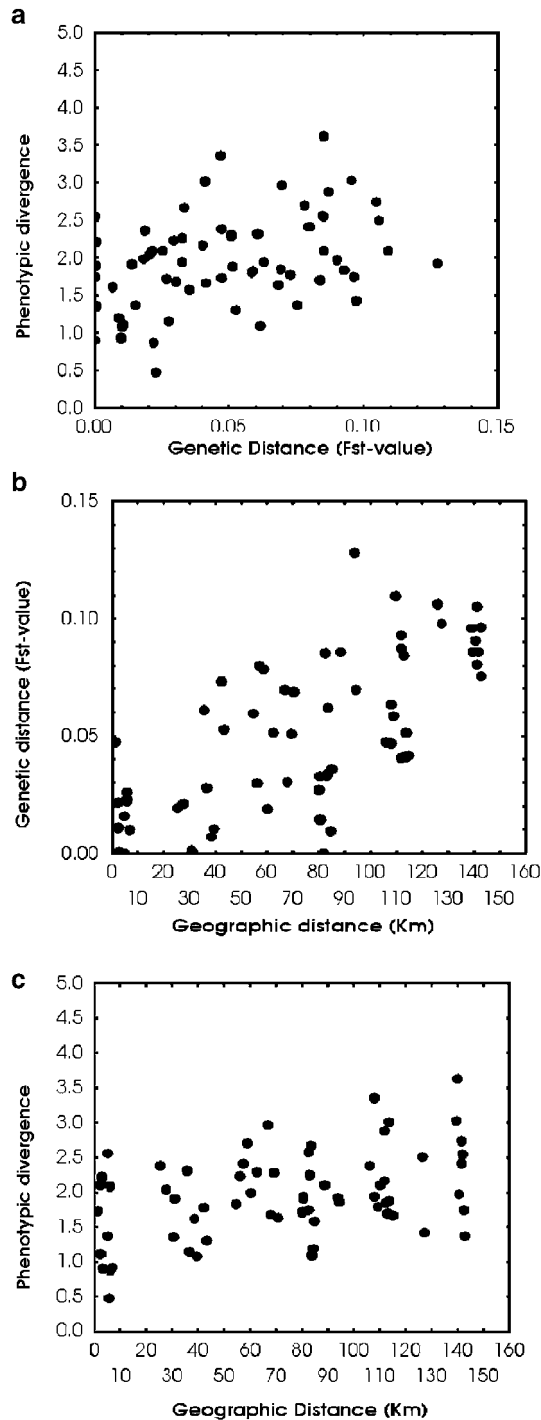 a
5.0
4.5
4.0
3.5
3.0
2.5
2.0
1.5
1.0
0.5
0.0
Phenotypic divergence
0.00 0.05 0.10 0.15
Genetic Distance (Fst-value)
b
0.15
0.10
0.05
0.00
Genetic distance (Fst-value)
0 20 40 60 80 100 120 140 160
10 30 50 70 90 110 130 150
Geographic distance (Km)
c
5.0
4.5
4.0
3.5
3.0
2.5
2.0
1.5
1.0
0.5
0.0
Phenotypic divergence
0 20 40 60 80 100 120 140 160
10 30 50 70 90 110 130 150
Geographic Distance (Km)